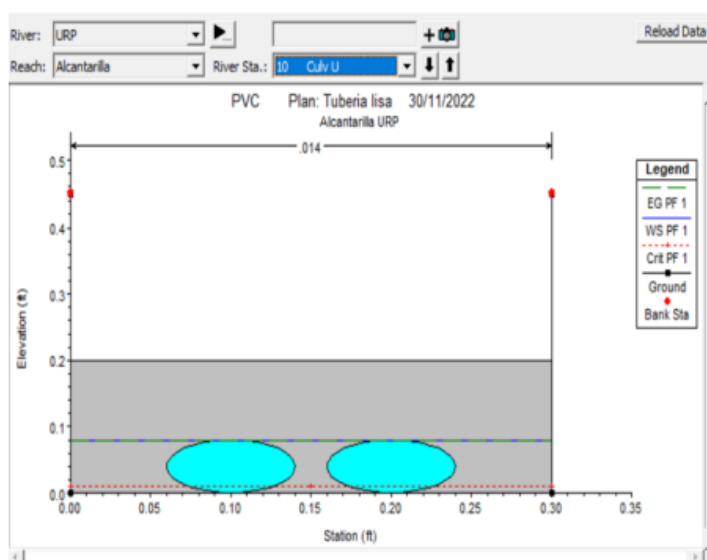 River: URP Reload Data
Reach: Alcantarilla River Sta.: 10 Culv U
PVC Plan: Tuberia lisa 30/11/2022
Alcantarilla URP
.014
Legend
EG PF 1
WS PF 1
Crit PF 1
Ground
Bank Sta
Elevation (ft)
0.5
0.4
0.3
0.2
0.1
0.0
0.00 0.05 0.10 0.15 0.20 0.25 0.30 0.35
Station (ft)